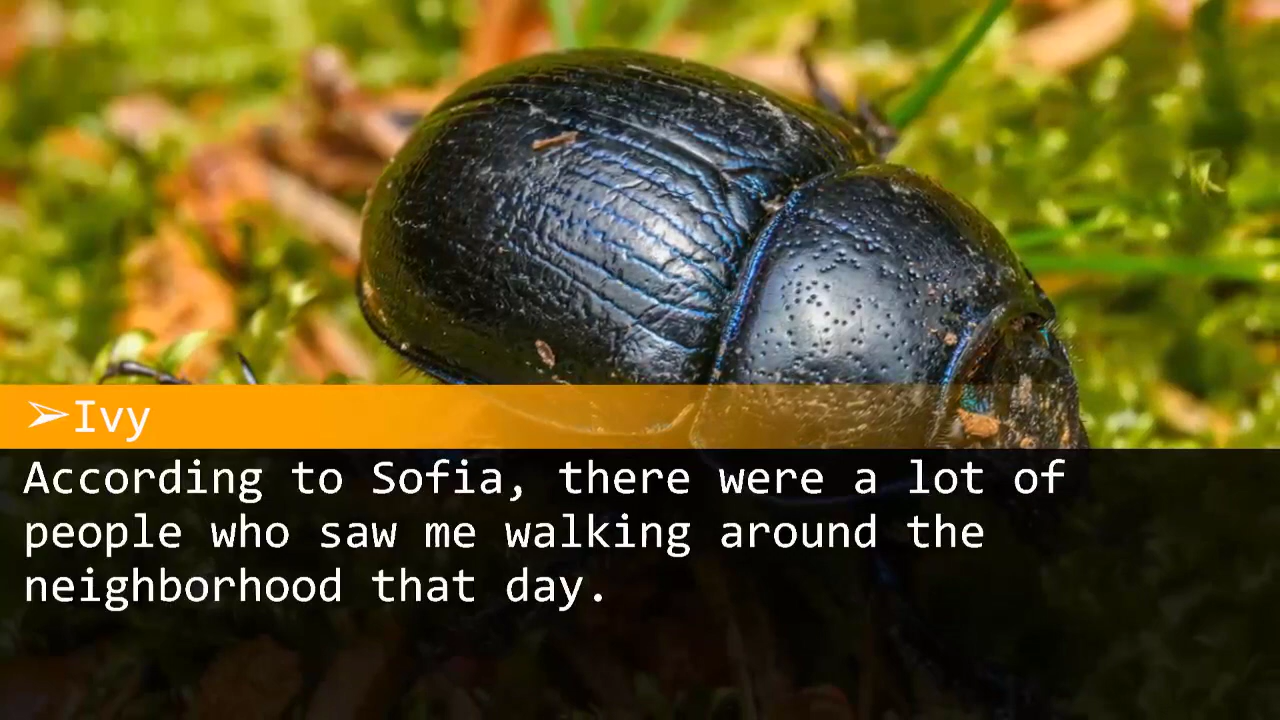 ➢Ivy
According to Sofia, there were a lot of
people who saw me walking around the
neighborhood that day.